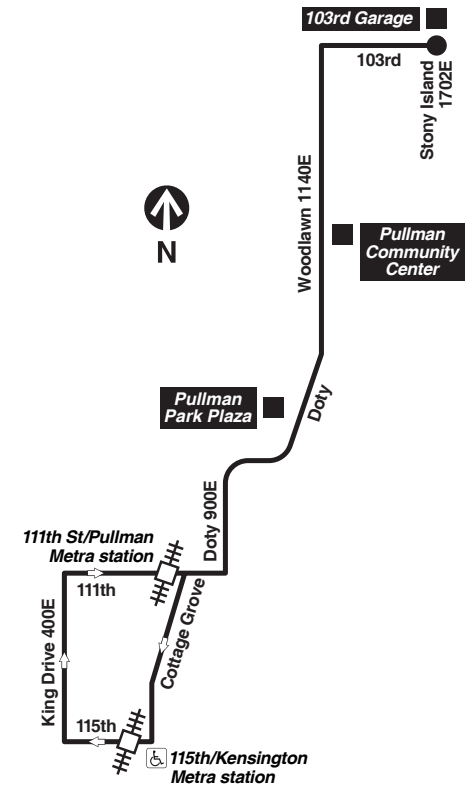 103rd Garage
103rd
Stony Island
1702E
Woodlawn 1140E
N
Pullman
Community
Center
Doty
Pullman
Park Plaza
Doty 900E
111th St/Pullman
Metra station
111th
Cottage Grove
King Drive 400E
115th
115th/Kensington
Metra station